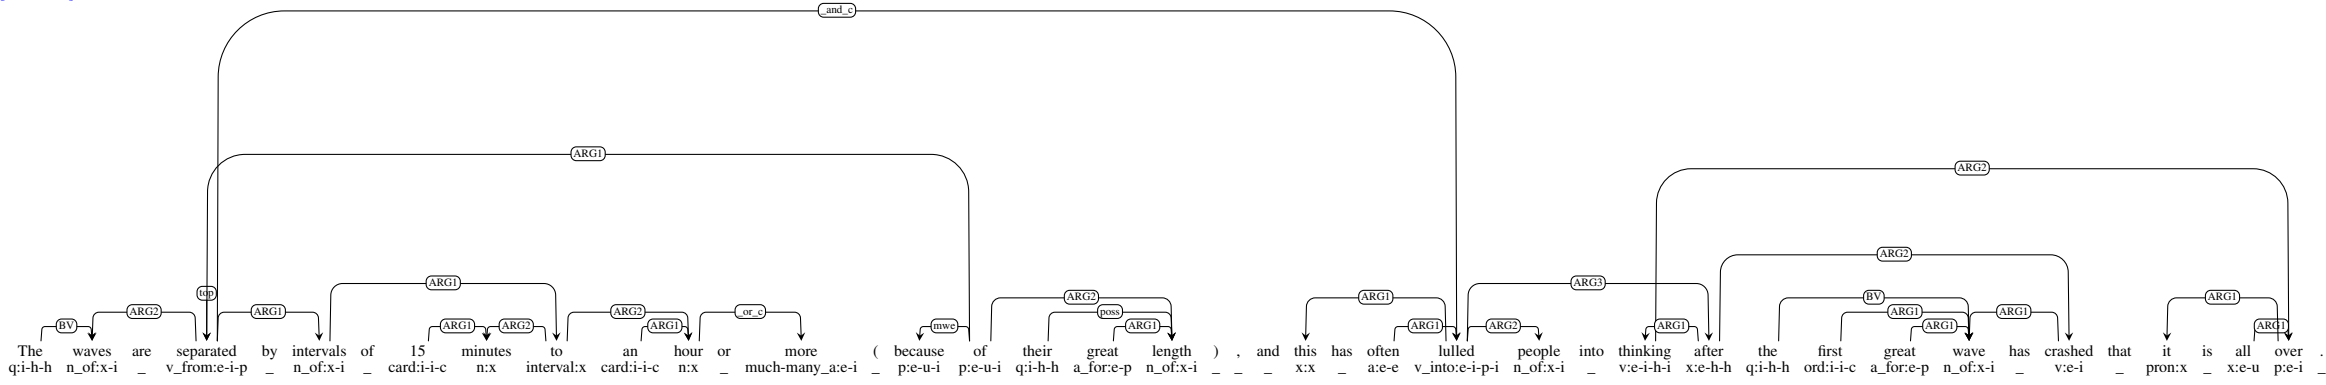 _and_c
ARG1
ARG2
ARG2
top
ARG1
ARG3
ARG2
poss
BV
ARG1
ARG1
ARG2 ARG1 ARG2 _or_c ARG1 ARG1
BV ARG1 ARG2 ARG1 mwe ARG1 ARG1 ARG2 ARG1 ARG1 ARG1
The waves are separated by intervals of 15 minutes to an hour or more ( because of their great length ) , and this has often lulled people into thinking after the first great wave has crashed that it is all over .
q:i-h-h n_of:x-i _ v_from:e-i-p _ n_of:x-i _ card:i-i-c n:x interval:x card:i-i-c n:x _ much-many_a:e-i _ p:e-u-i p:e-u-i q:i-h-h a_for:e-p n_of:x-i _ _ _ x:x _ a:e-e v_into:e-i-p-i n_of:x-i _ v:e-i-h-i x:e-h-h q:i-h-h ord:i-i-c a_for:e-p n_of:x-i _ v:e-i _ pron:x _ x:e-u p:e-i _